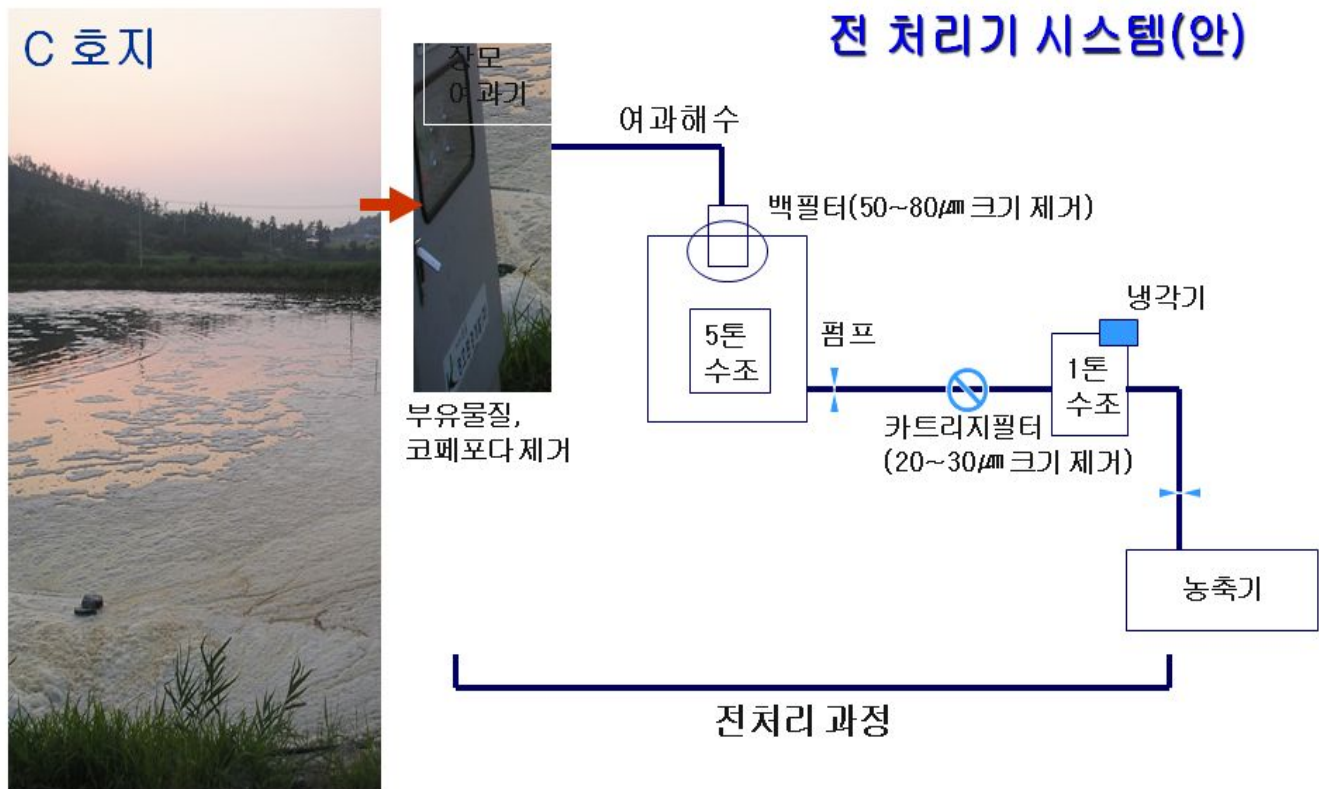 C 호지
전 처리기 시스템(안)
장모
여과기
여과해수
백필터(50~80㎛ 크기 제거)
냉각기
5톤
수조
펌프
1톤
수조
부유물질,
코페포다 제거
카트리지필터
(20~30㎛ 크기 제거)
농축기
전처리 과정